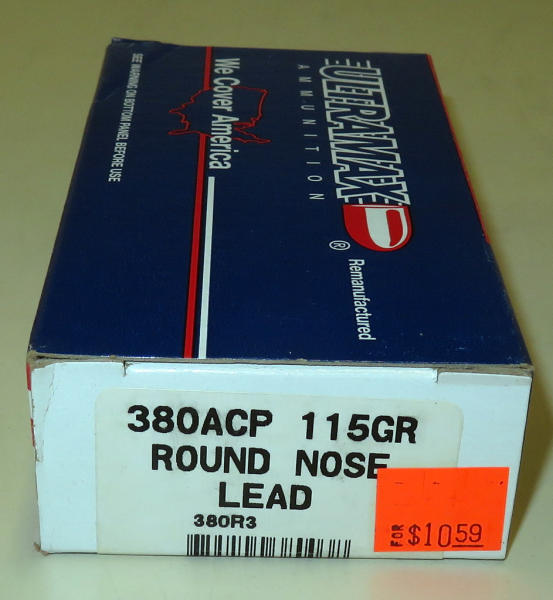 ULTRAMAX
AMMUNITION
®
Remanufactured
We Cover America
SEE WARNING ON BOTTOM PANEL BEFORE USE
380ACP 115GR
ROUND NOSE
LEAD
380R3
FOR $10.59